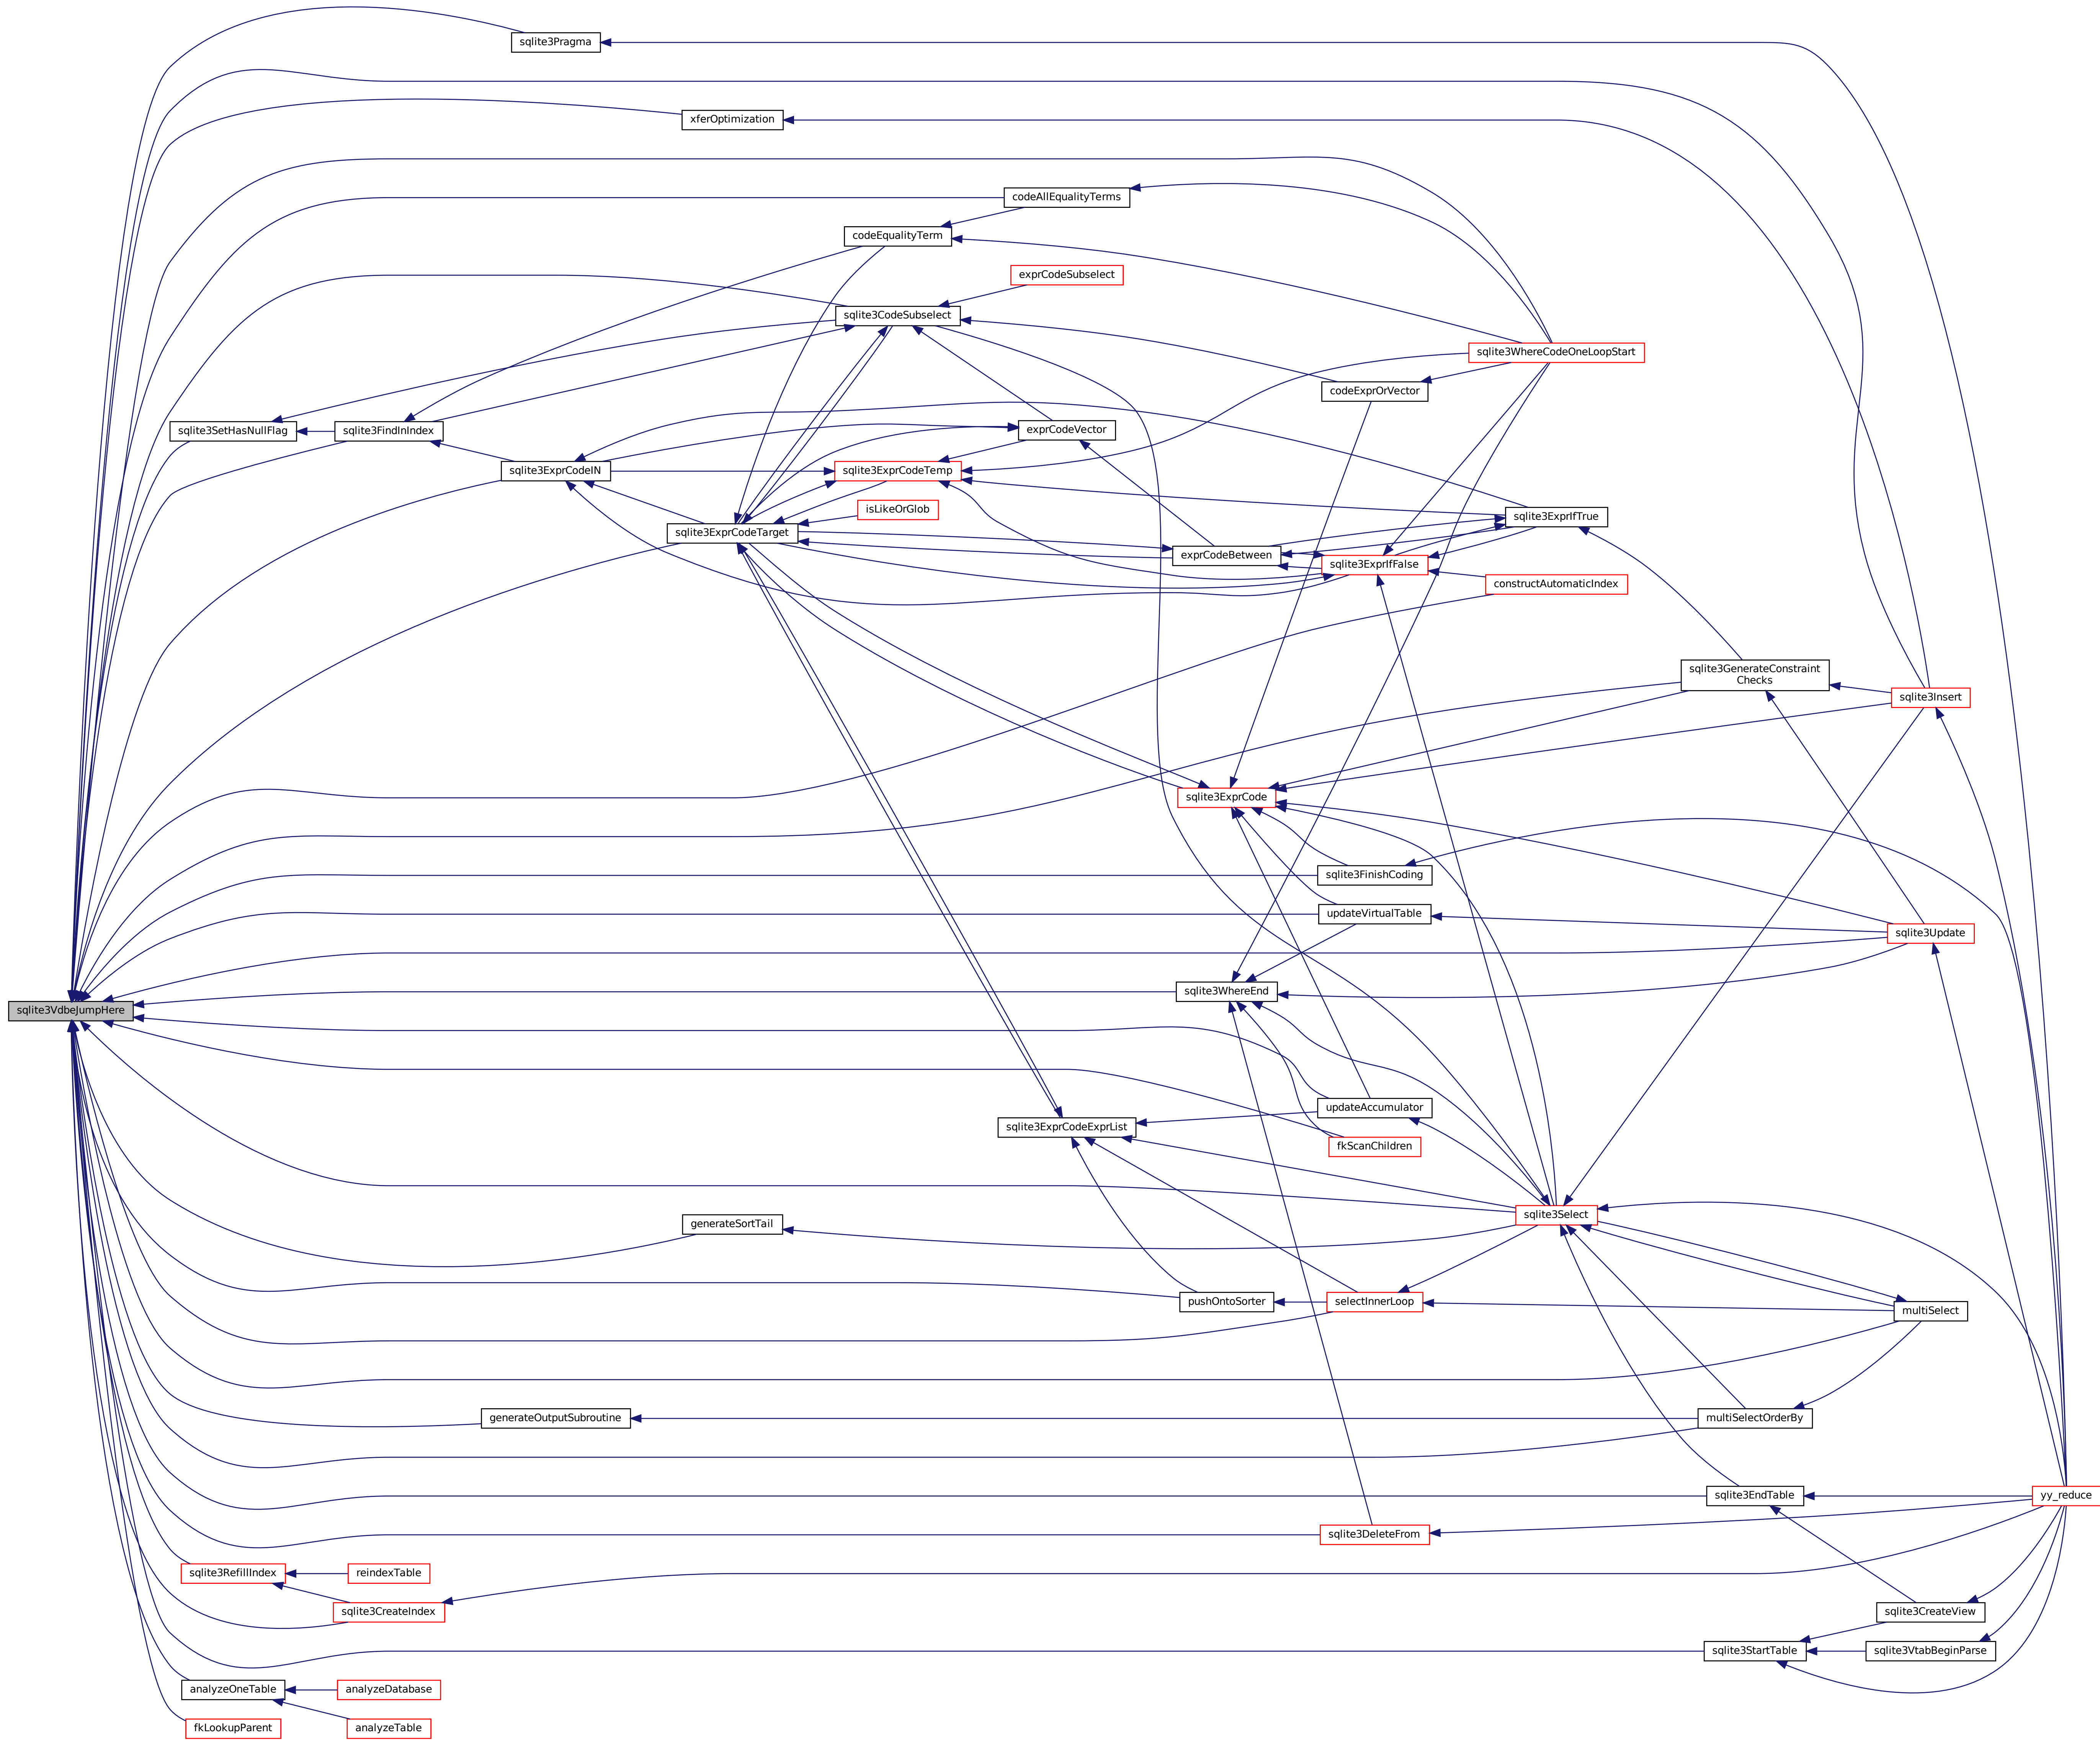 sqlite3Pragma
xferOptimization
codeAllEqualityTerms
codeEqualityTerm
exprCodeSubselect
sqlite3CodeSubselect
sqlite3WhereCodeOneLoopStart
codeExprOrVector
sqlite3SetHasNullFlag
sqlite3FindInIndex
exprCodeVector
sqlite3ExprCodeIN
sqlite3ExprCodeTemp
isLikeOrGlob
sqlite3ExprIfTrue
sqlite3ExprCodeTarget
exprCodeBetween
sqlite3ExprIfFalse
constructAutomaticIndex
sqlite3GenerateConstraint
Checks
sqlite3Insert
sqlite3ExprCode
sqlite3FinishCoding
updateVirtualTable
sqlite3Update
sqlite3WhereEnd
sqlite3VdbeJumpHere
updateAccumulator
sqlite3ExprCodeExprList
fkScanChildren
sqlite3Select
generateSortTail
pushOntoSorter
selectInnerLoop
multiSelect
generateOutputSubroutine
multiSelectOrderBy
sqlite3EndTable
yy_reduce
sqlite3DeleteFrom
sqlite3RefillIndex
reindexTable
sqlite3CreateIndex
sqlite3CreateView
sqlite3StartTable
sqlite3VtabBeginParse
analyzeOneTable
analyzeDatabase
fkLookupParent
analyzeTable